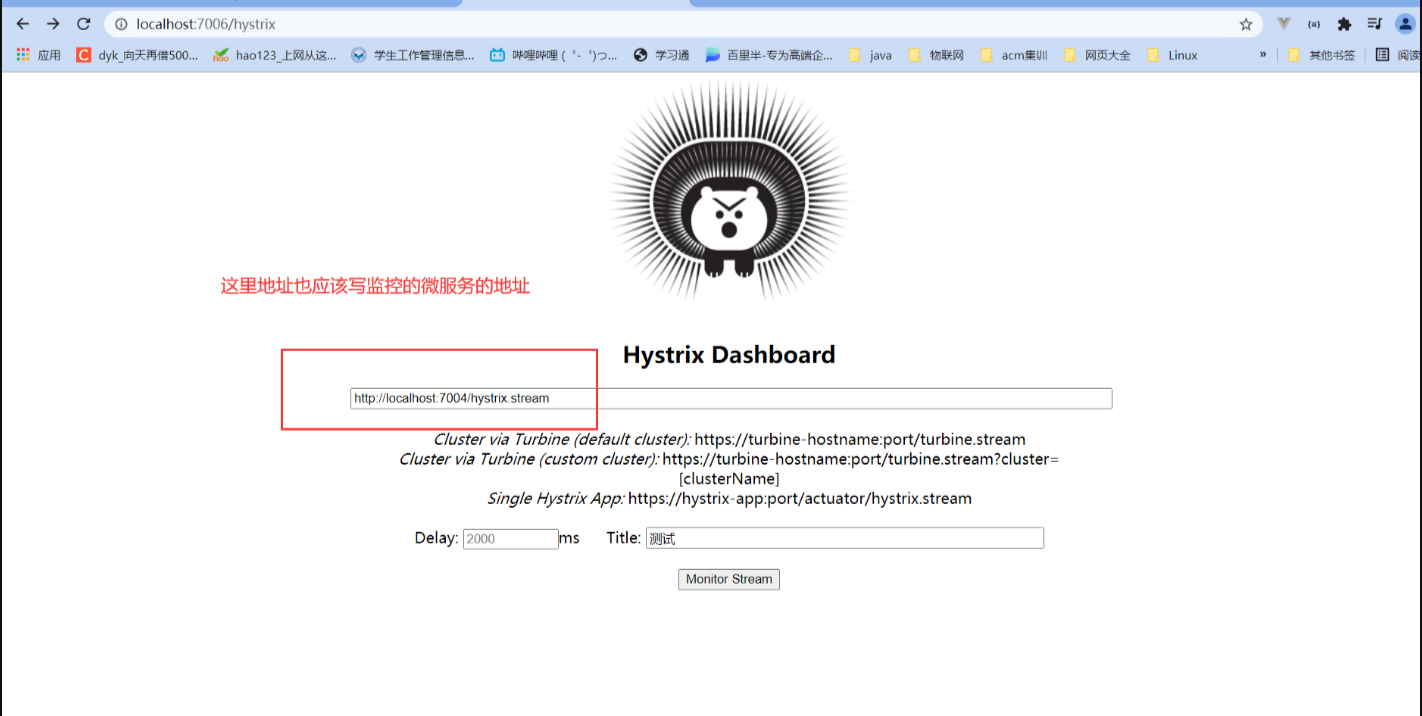 localhost:7006/hystrix
应用 dyk_向天再借500... hao123_上网从这... 学生工作管理信息... 哔哩哔哩 ( ゜- ゜)つ... 学习通 百里半-专为高端企... java 物联网 acm集训 网页大全 Linux » 其他书签 阅读
这里地址也应该写监控的微服务的地址
Hystrix Dashboard
http://localhost:7004/hystrix.stream
Cluster via Turbine (default cluster): https://turbine-hostname:port/turbine.stream
Cluster via Turbine (custom cluster): https://turbine-hostname:port/turbine.stream?cluster=
[clusterName]
Single Hystrix App: https://hystrix-app:port/actuator/hystrix.stream
Delay: 2000 ms Title: 测试
Monitor Stream